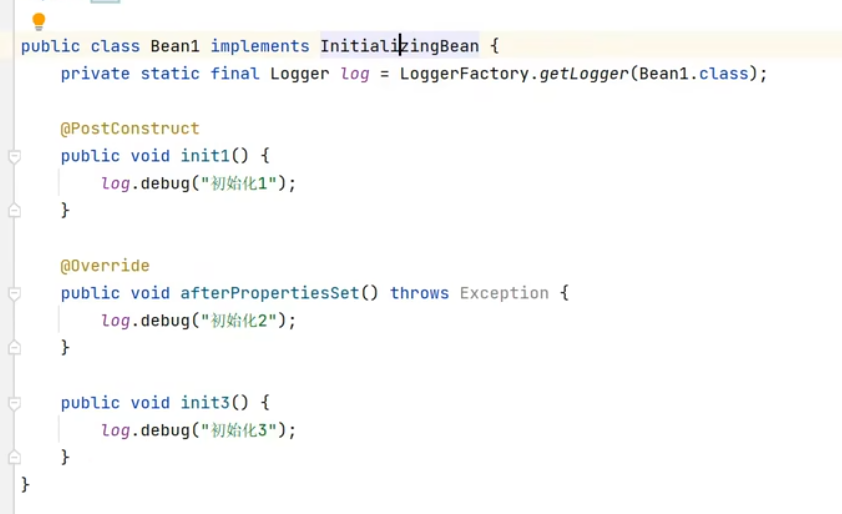 public class Bean1 implements InitializingBean {
    private static final Logger log = LoggerFactory.getLogger(Bean1.class);
    @PostConstruct
    public void init1() {
        log.debug("初始化1");
    }
    @Override
    public void afterPropertiesSet() throws Exception {
        log.debug("初始化2");
    }
    public void init3() {
        log.debug("初始化3");
    }
}